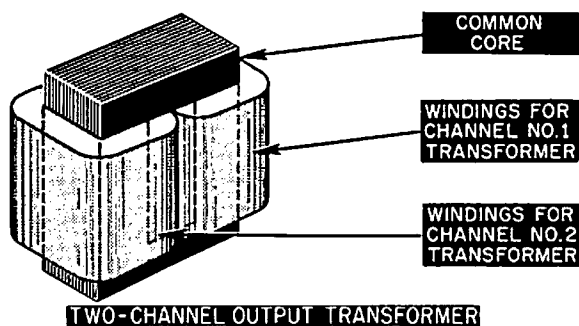 COMMON
CORE
WINDINGS FOR
CHANNEL NO.1
TRANSFORMER
WINDINGS FOR
CHANNEL NO.2
TRANSFORMER
TWO-CHANNEL OUTPUT TRANSFORMER